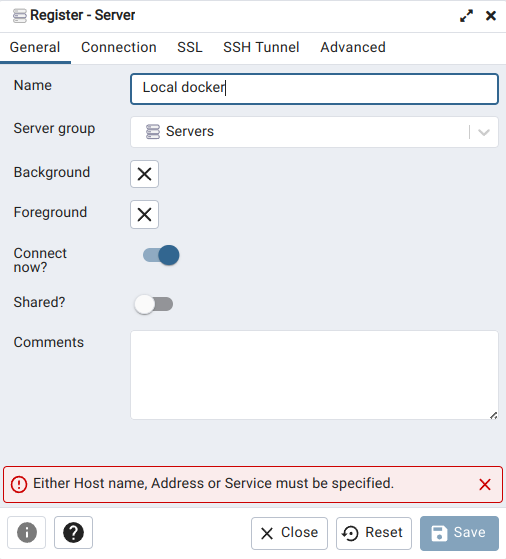 Register - Server
General Connection SSL SSH Tunnel Advanced
Name
Local docker
Server group
Servers
Background
Foreground
Connect
now?
Shared?
Comments
Either Host name, Address or Service must be specified.
Close Reset Save